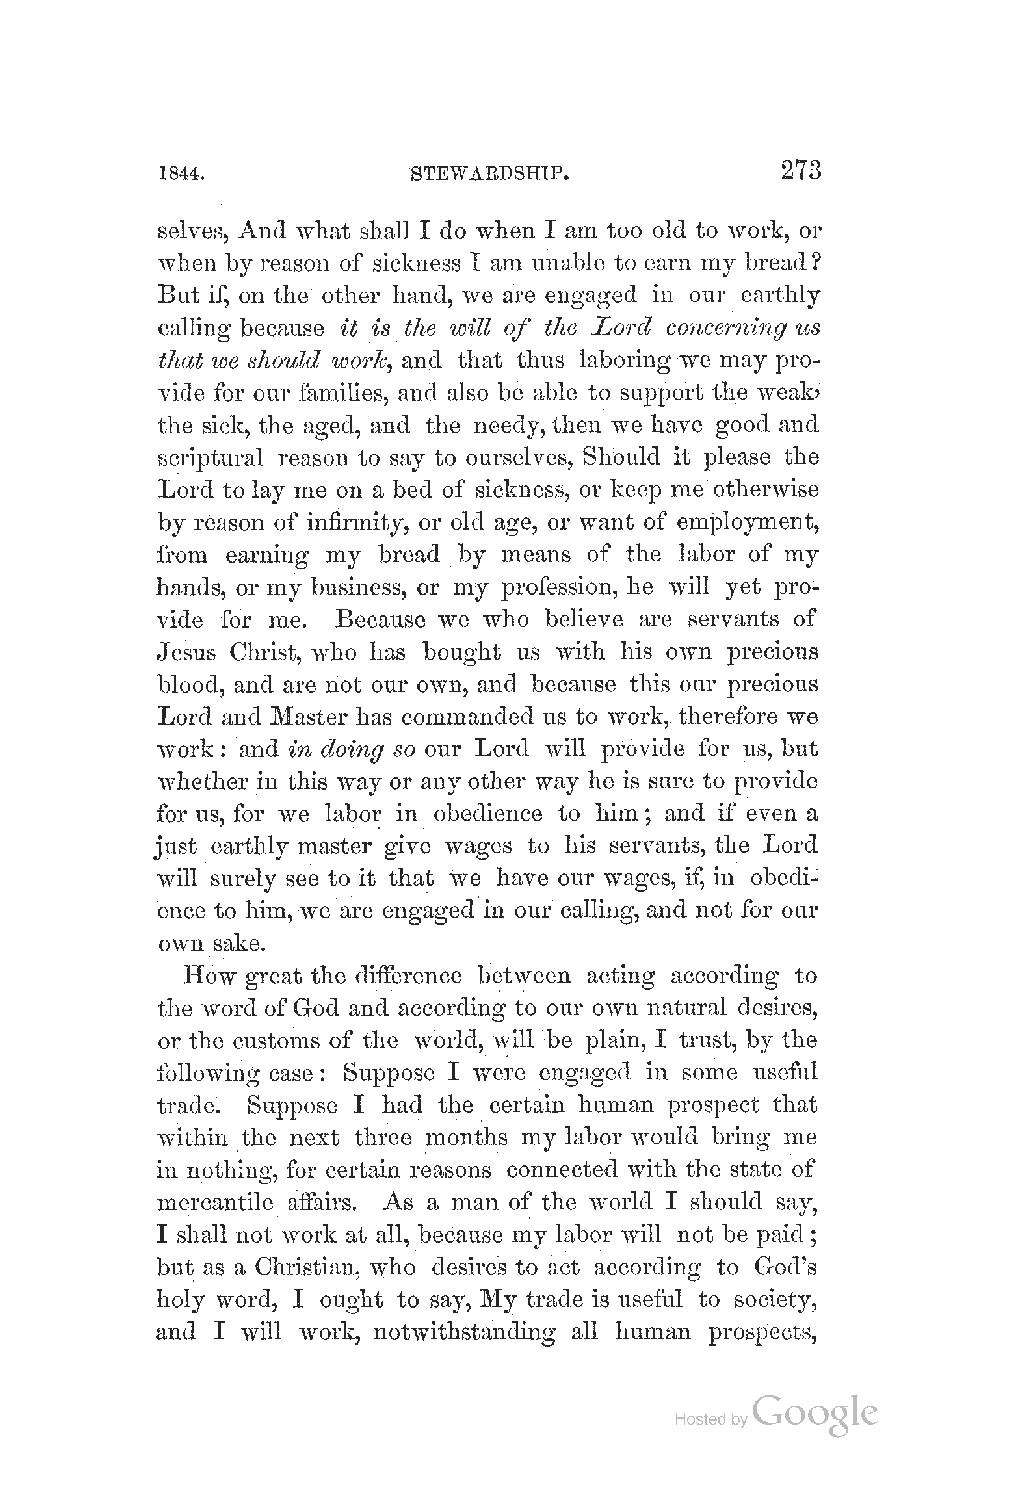 1844. STEWARDSHIP. 273
selves, And what shall I do when I am too old to work, or
when by reason of sickness I am unable to earn my bread?
But if, on the other hand, we are engaged in our earthly
calling because it is the will of the Lord concerning us
that we should work, and that thus laboring we may pro-
vide for our families, and also be able to support the weak,
the sick, the aged, and the needy, then we have good and
scriptural reason to say to ourselves, Should it please the
Lord to lay me on a bed of sickness, or keep me otherwise
by reason of infirmity, or old age, or want of employment,
from earning my bread by means of the labor of my
hands, or my business, or my profession, he will yet pro-
vide for me. Because we who believe are servants of
Jesus Christ, who has bought us with his own precious
blood, and are not our own, and because this our precious
Lord and Master has commanded us to work, therefore we
work: and in doing so our Lord will provide for us, but
whether in this way or any other way he is sure to provide
for us, for we labor in obedience to him; and if even a
just earthly master give wages to his servants, the Lord
will surely see to it that we have our wages, if, in obedi-
ence to him, we are engaged in our calling, and not for our
own sake.
How great the difference between acting according to
the word of God and according to our own natural desires,
or the customs of the world, will be plain, I trust, by the
following case: Suppose I were engaged in some useful
trade. Suppose I had the certain human prospect that
within the next three months my labor would bring me
in nothing, for certain reasons connected with the state of
mercantile affairs. As a man of the world I should say,
I shall not work at all, because my labor will not be paid;
but as a Christian, who desires to act according to God's
holy word, I ought to say, My trade is useful to society,
and I will work, notwithstanding all human prospects,
Hosted by Google